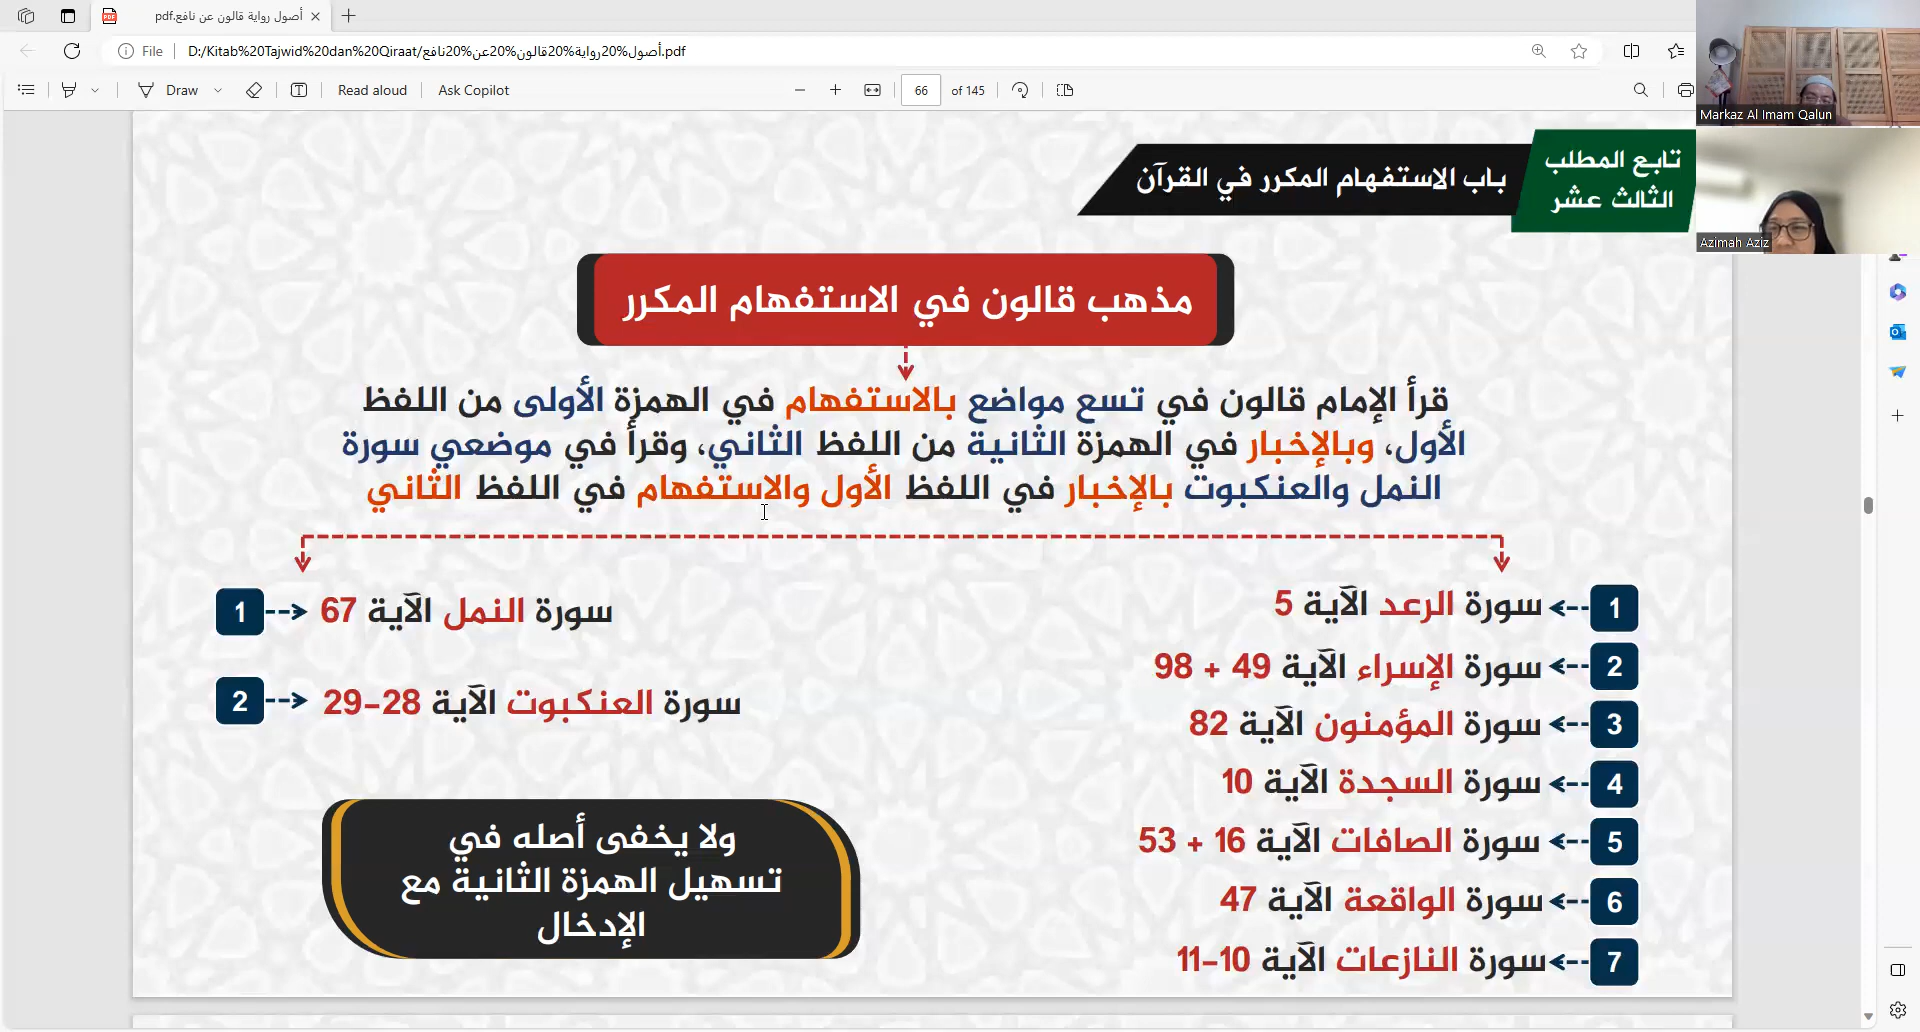 أصول رواية قالون عن نافع.pdf
File
D:/Kitab%20Tajwid%20dan%20Qiraat/أصول%20رواية%20قالون%20عن%20نافع.pdf
Draw
Read aloud
Ask Copilot
66
of 145
Markaz Al Imam Qalun
Azimah Aziz
تابع المطلب
الثالث عشر
باب الاستفهام المكرر في القرآن
مذهب قالون في الاستفهام المكرر
قرأ الإمام قالون في تسع مواضع بالاستفهام في الهمزة الأولى من اللفظ
الأول، وبالإخبار في الهمزة الثانية من اللفظ الثاني، وقرأ في موضعي سورة
النمل والعنكبوت بالإخبار في اللفظ الأول والاستفهام في اللفظ الثاني
1 سورة الرعد الآية 5
2 سورة الإسراء الآية 49 + 98
3 سورة المؤمنون الآية 82
4 سورة السجدة الآية 10
5 سورة الصافات الآية 16 + 53
6 سورة الواقعة الآية 47
7 سورة النازعات الآية 10–11
1 سورة النمل الآية 67
2 سورة العنكبوت الآية 28–29
ولا يخفى أصله في
تسهيل الهمزة الثانية مع
الإدخال